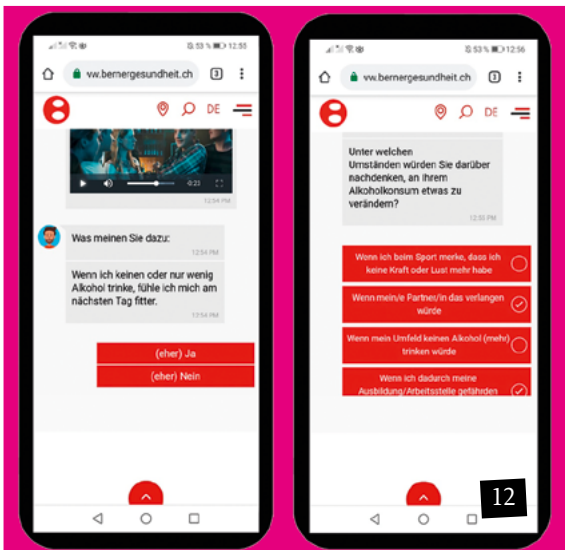 53 % 12:55
vw.bernergesundheit.ch 3
DE
-0:23
12:54 PM
Was meinen Sie dazu:
12:54 PM
Wenn ich keinen oder nur wenig
Alkohol trinke, fühle ich mich am
nächsten Tag fitter.
12:54 PM
(eher) Ja
(eher) Nein
53 % 12:56
vw.bernergesundheit.ch 3
DE
Unter welchen
Umständen würden Sie darüber
nachdenken, an Ihrem
Alkoholkonsum etwas zu
verändern?
12:55 PM
Wenn ich beim Sport merke, dass ich
keine Kraft oder Lust mehr habe
Wenn mein/e Partner/in das verlangen
würde
Wenn mein Umfeld keinen Alkohol (mehr)
trinken würde
Wenn ich dadurch meine
Ausbildung/Arbeitsstelle gefährden
12